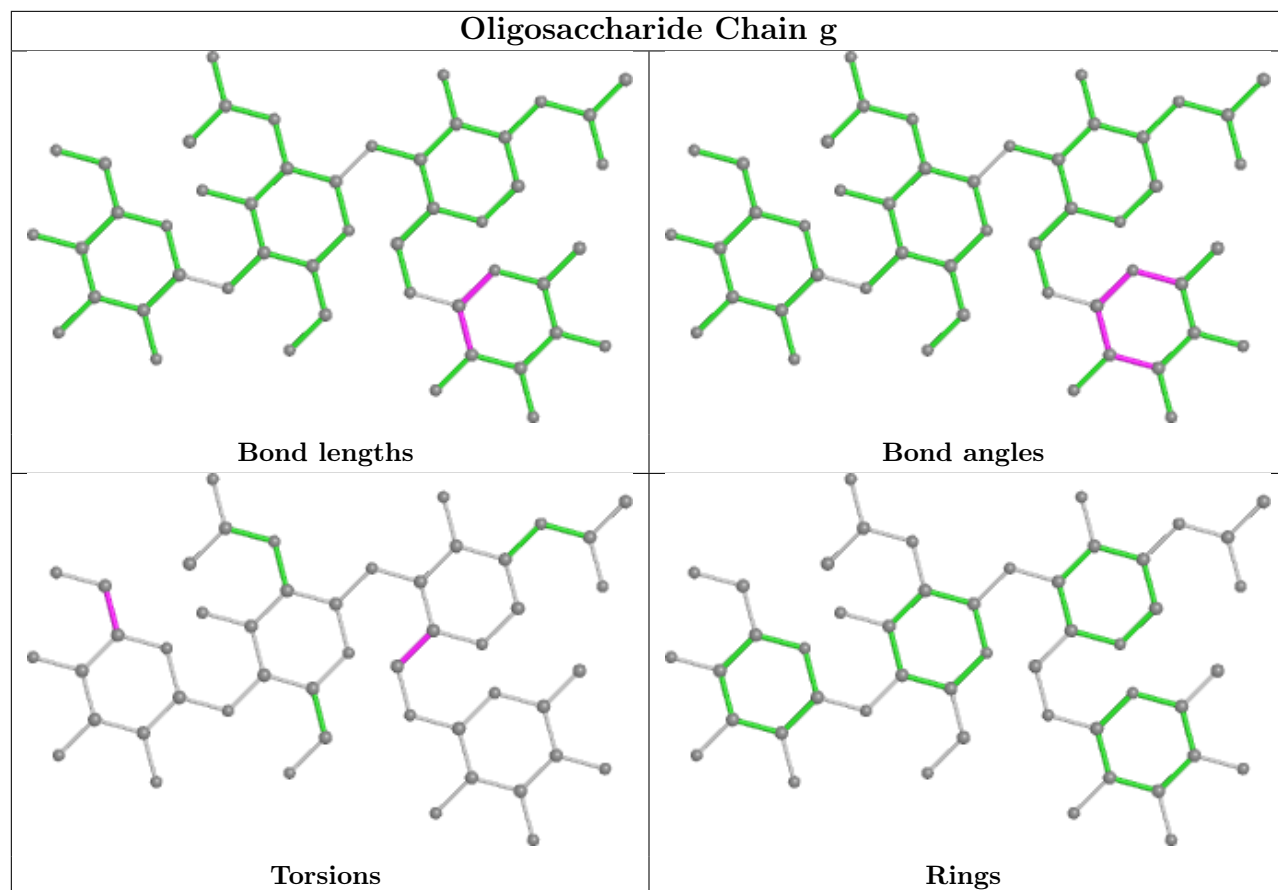 Oligosaccharide Chain g
Bond lengths
Bond angles
Torsions
Rings